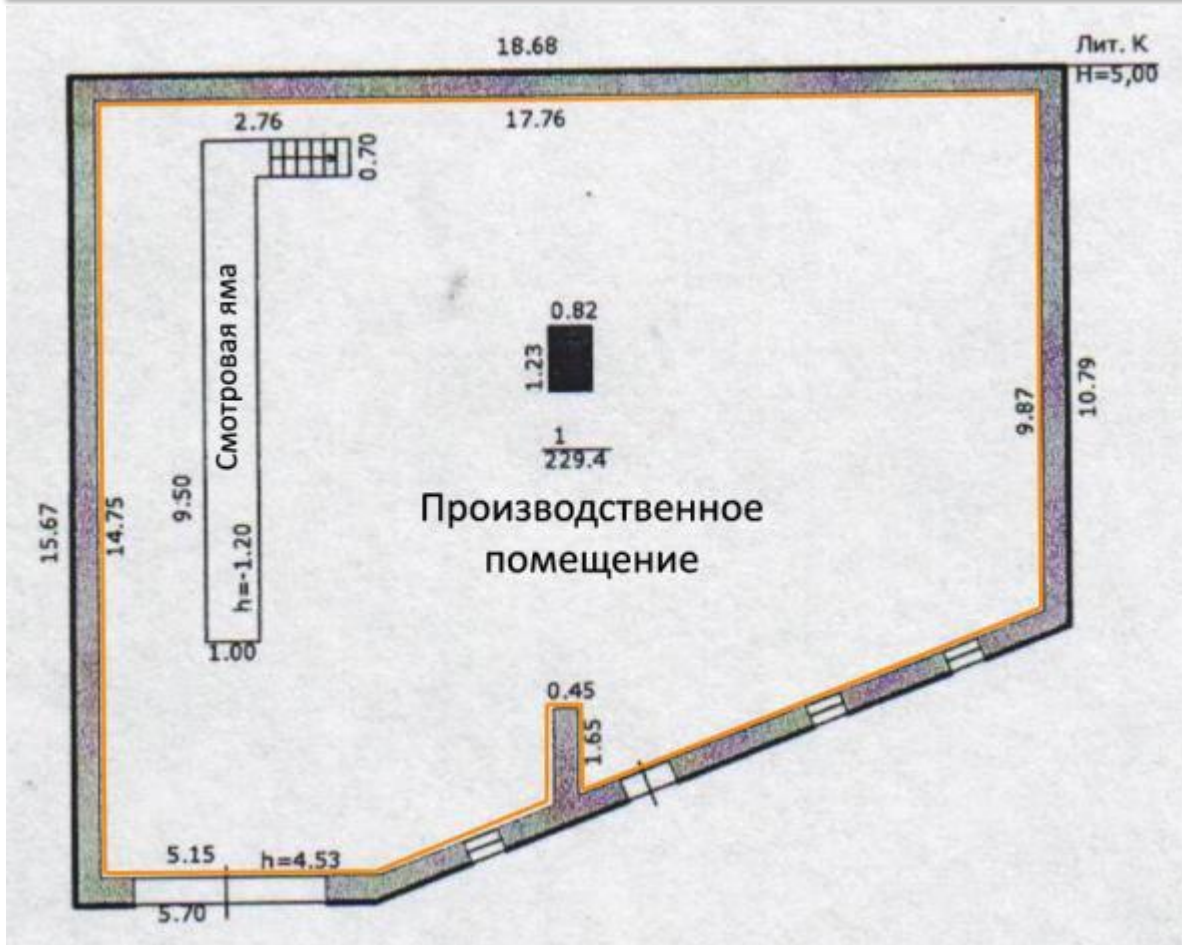 18.68
Лит. К
H=5,00
2.76
17.76
0.70
Смотровая яма
0.82
1.23
9.87
10.79
1
229.4
9.50
Производственное
помещение
15.67
14.75
h=-1.20
1.00
0.45
1.65
5.15
h=4.53
5.70